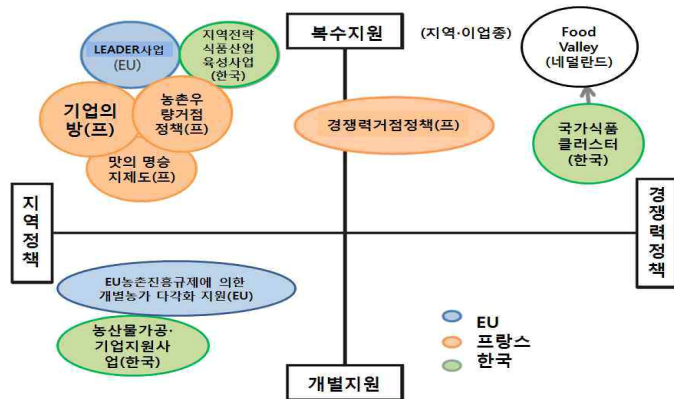 LEADER사업
(EU)
지역전략
식품산업
육성사업
(한국)
복수지원
(지역·이업종)
Food
Valley
(네덜란드)
기업의
방(프)
농촌우
량거점
정책(프)
맛의 명승
지제도(프)
경쟁력거점정책(프)
국가식품
클러스터
(한국)
지역정책
경쟁력정책
EU농촌진흥규제에 의한
개별농가 다각화 지원(EU)
농산물가공·
기업지원사
업(한국)
개별지원
EU
프랑스
한국